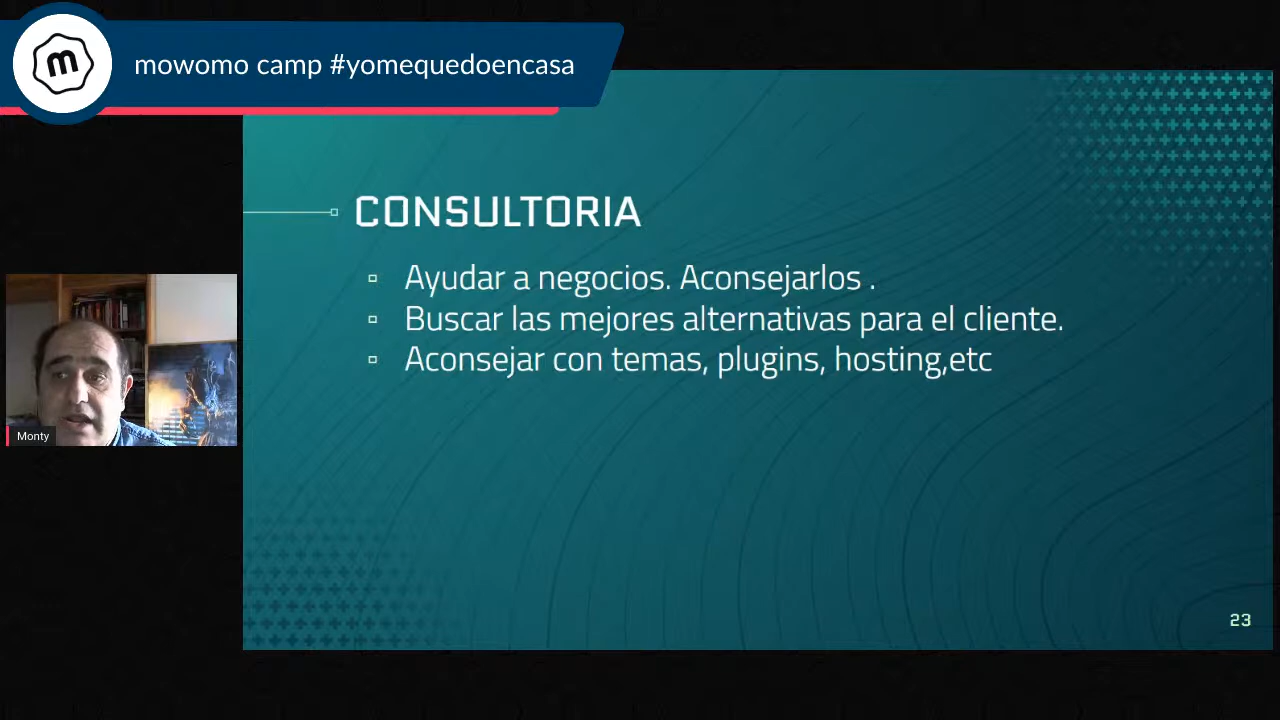 m
mowomo camp #yomequedoencasa
CONSULTORIA
▫ Ayudar a negocios. Aconsejarlos .
▫ Buscar las mejores alternativas para el cliente.
▫ Aconsejar con temas, plugins, hosting,etc
Monty
23